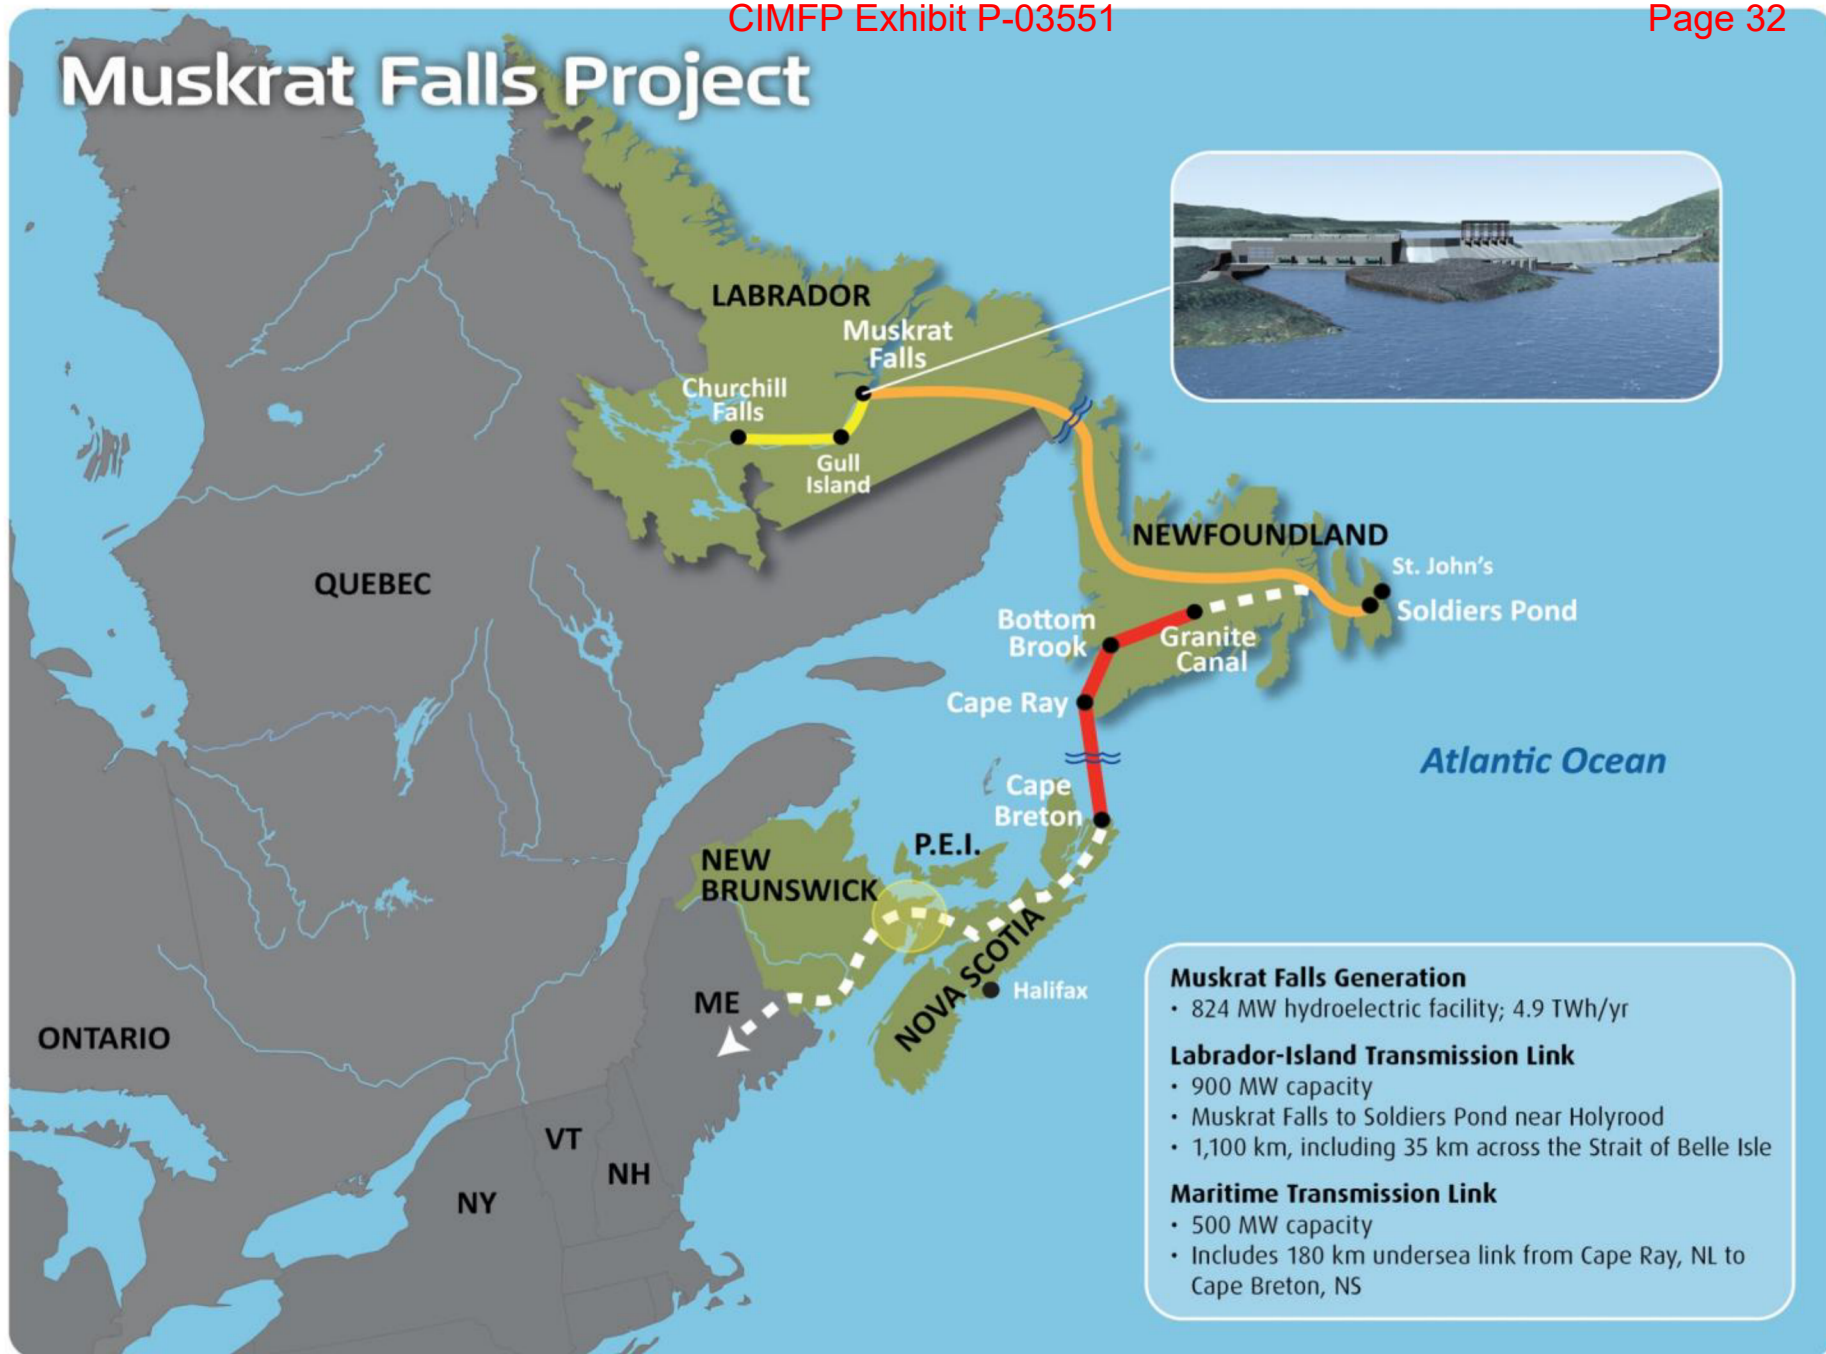 CIMFP Exhibit P-03551
Page 32
Muskrat Falls Project
LABRADOR
Muskrat
Falls
Churchill
Falls
Gull
Island
QUEBEC
NEWFOUNDLAND
St. John's
Soldiers Pond
Bottom
Brook
Granite
Canal
Cape Ray
Atlantic Ocean
Cape
Breton
P.E.I.
NEW
BRUNSWICK
NOVA SCOTIA
Halifax
ME
ONTARIO
VT
NH
NY
Muskrat Falls Generation
• 824 MW hydroelectric facility; 4.9 TWh/yr
Labrador-Island Transmission Link
• 900 MW capacity
• Muskrat Falls to Soldiers Pond near Holyrood
• 1,100 km, including 35 km across the Strait of Belle Isle
Maritime Transmission Link
• 500 MW capacity
• Includes 180 km undersea link from Cape Ray, NL to
Cape Breton, NS